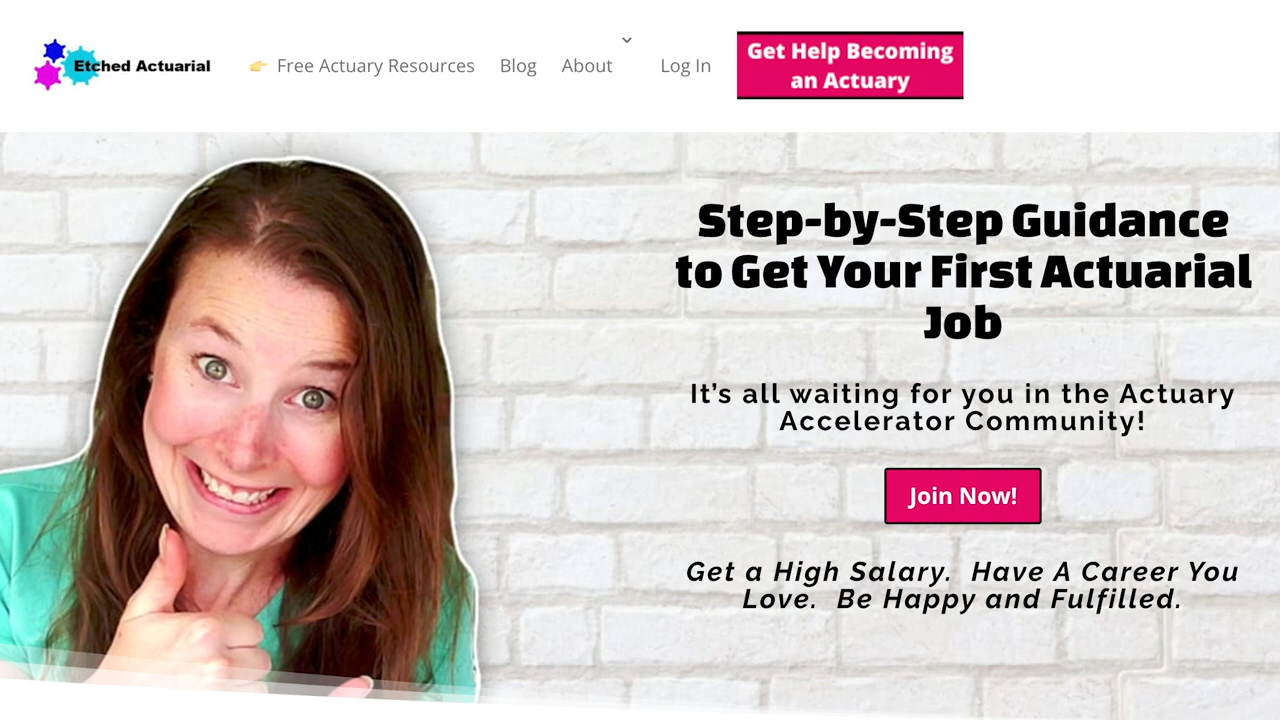 Etched Actuarial
👉 Free Actuary Resources
Blog
About
Log In
Get Help Becoming
an Actuary
Step-by-Step Guidance
to Get Your First Actuarial
Job
It’s all waiting for you in the Actuary
Accelerator Community!
Join Now!
Get a High Salary.  Have A Career You
Love.  Be Happy and Fulfilled.